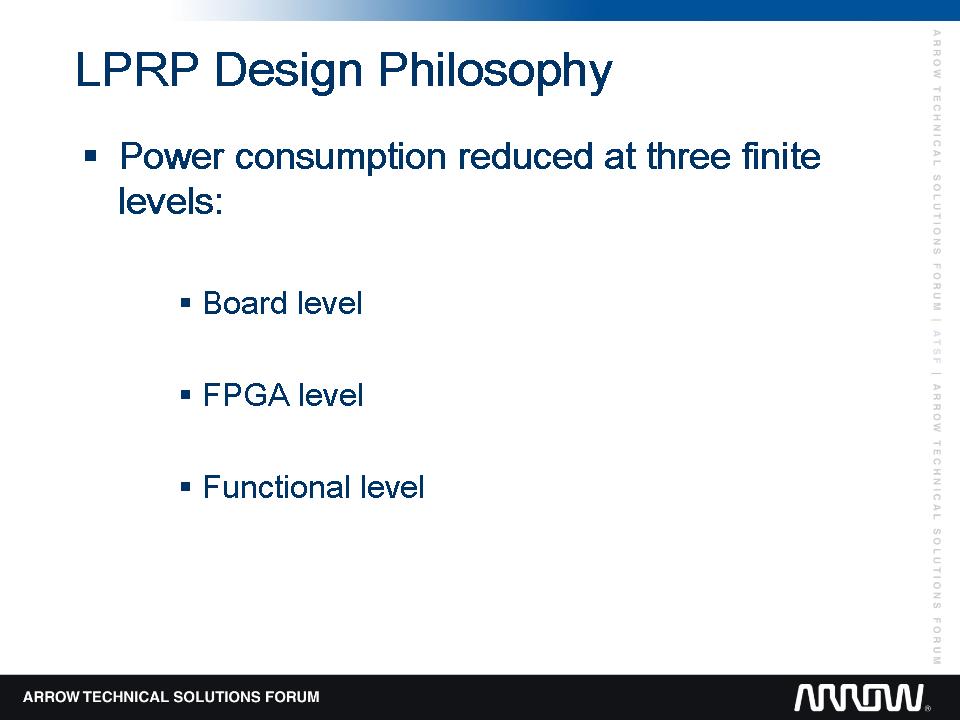 LPRP Design Philosophy
▪ Power consumption reduced at three finite
levels:
▪ Board level
▪ FPGA level
▪ Functional level
ARROW TECHNICAL SOLUTIONS FORUM | ATSF | ARROW TECHNICAL SOLUTIONS FORUM
ARROW TECHNICAL SOLUTIONS FORUM
ARROW®